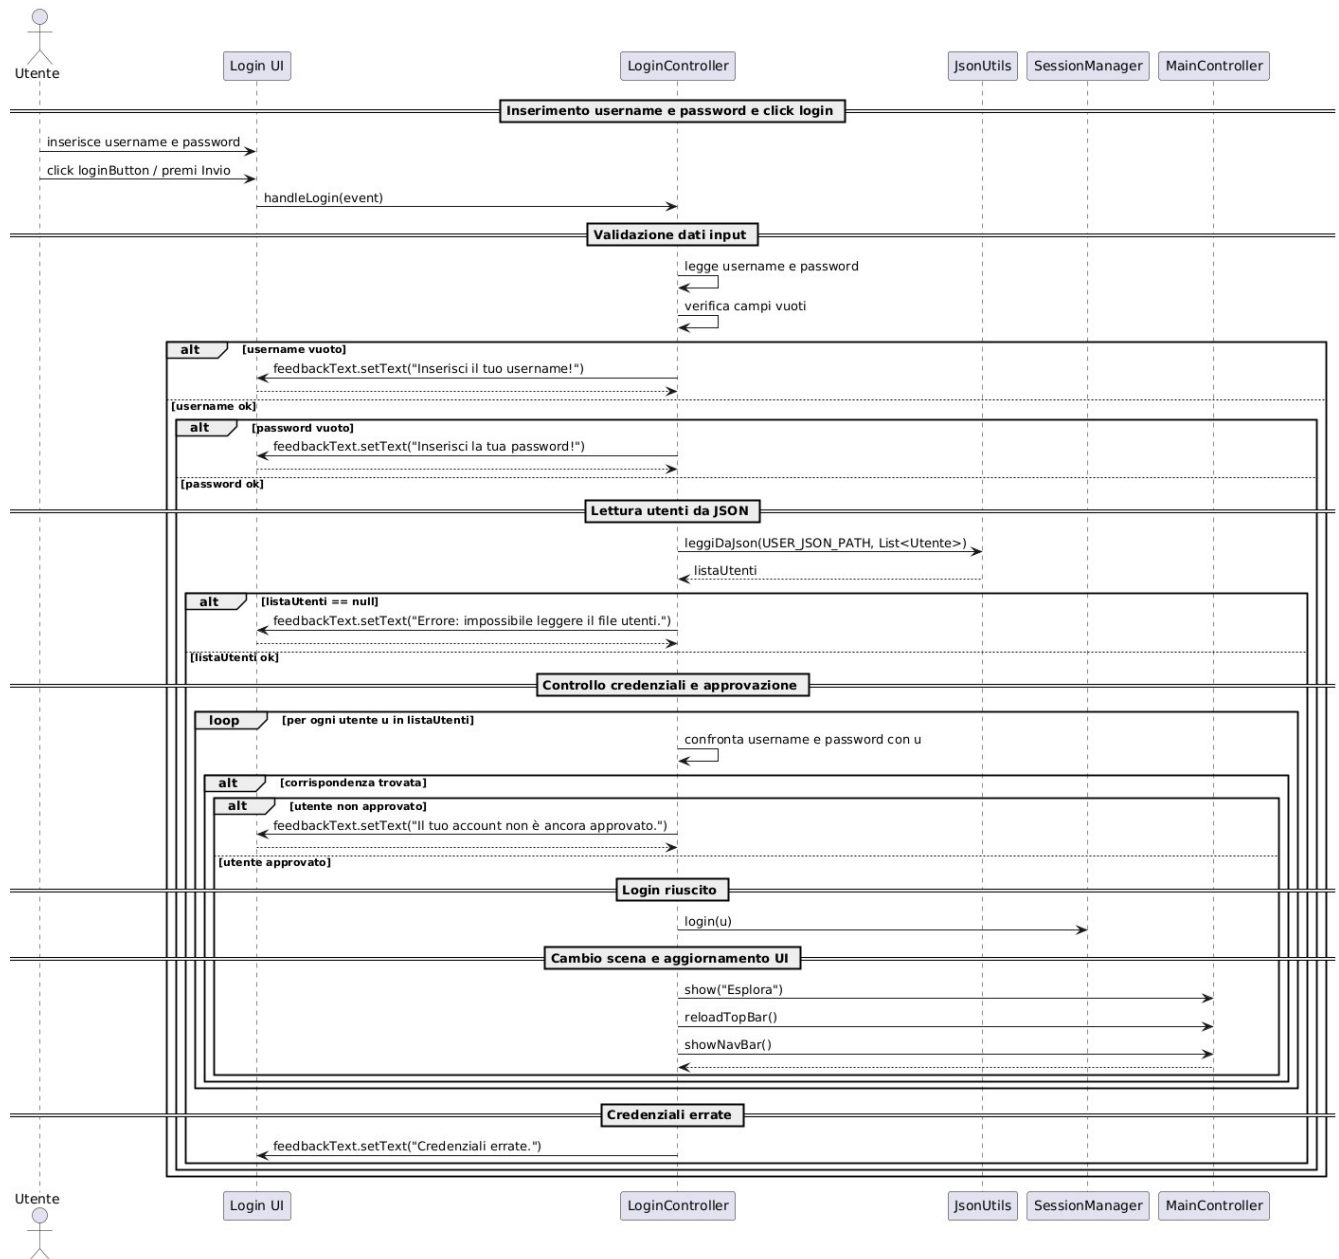 Utente
Login UI
LoginController
JsonUtils
SessionManager
MainController
Inserimento username e password e click login
inserisce username e password
click loginButton / premi Invio
handleLogin(event)
Validazione dati input
legge username e password
verifica campi vuoti
alt
[username vuoto]
feedbackText.setText("Inserisci il tuo username!")
[username ok]
alt
[password vuoto]
feedbackText.setText("Inserisci la tua password!")
[password ok]
Lettura utenti da JSON
leggiDaJson(USER_JSON_PATH, List<Utente>)
listaUtenti
alt
[listaUtenti == null]
feedbackText.setText("Errore: impossibile leggere il file utenti.")
[listaUtenti ok]
Controllo credenziali e approvazione
loop
[per ogni utente u in listaUtenti]
confronta username e password con u
alt
[corrispondenza trovata]
alt
[utente non approvato]
feedbackText.setText("Il tuo account non è ancora approvato.")
[utente approvato]
Login riuscito
login(u)
Cambio scena e aggiornamento UI
show("Esplora")
reloadTopBar()
showNavBar()
Credenziali errate
feedbackText.setText("Credenziali errate.")
Utente
Login UI
LoginController
JsonUtils
SessionManager
MainController